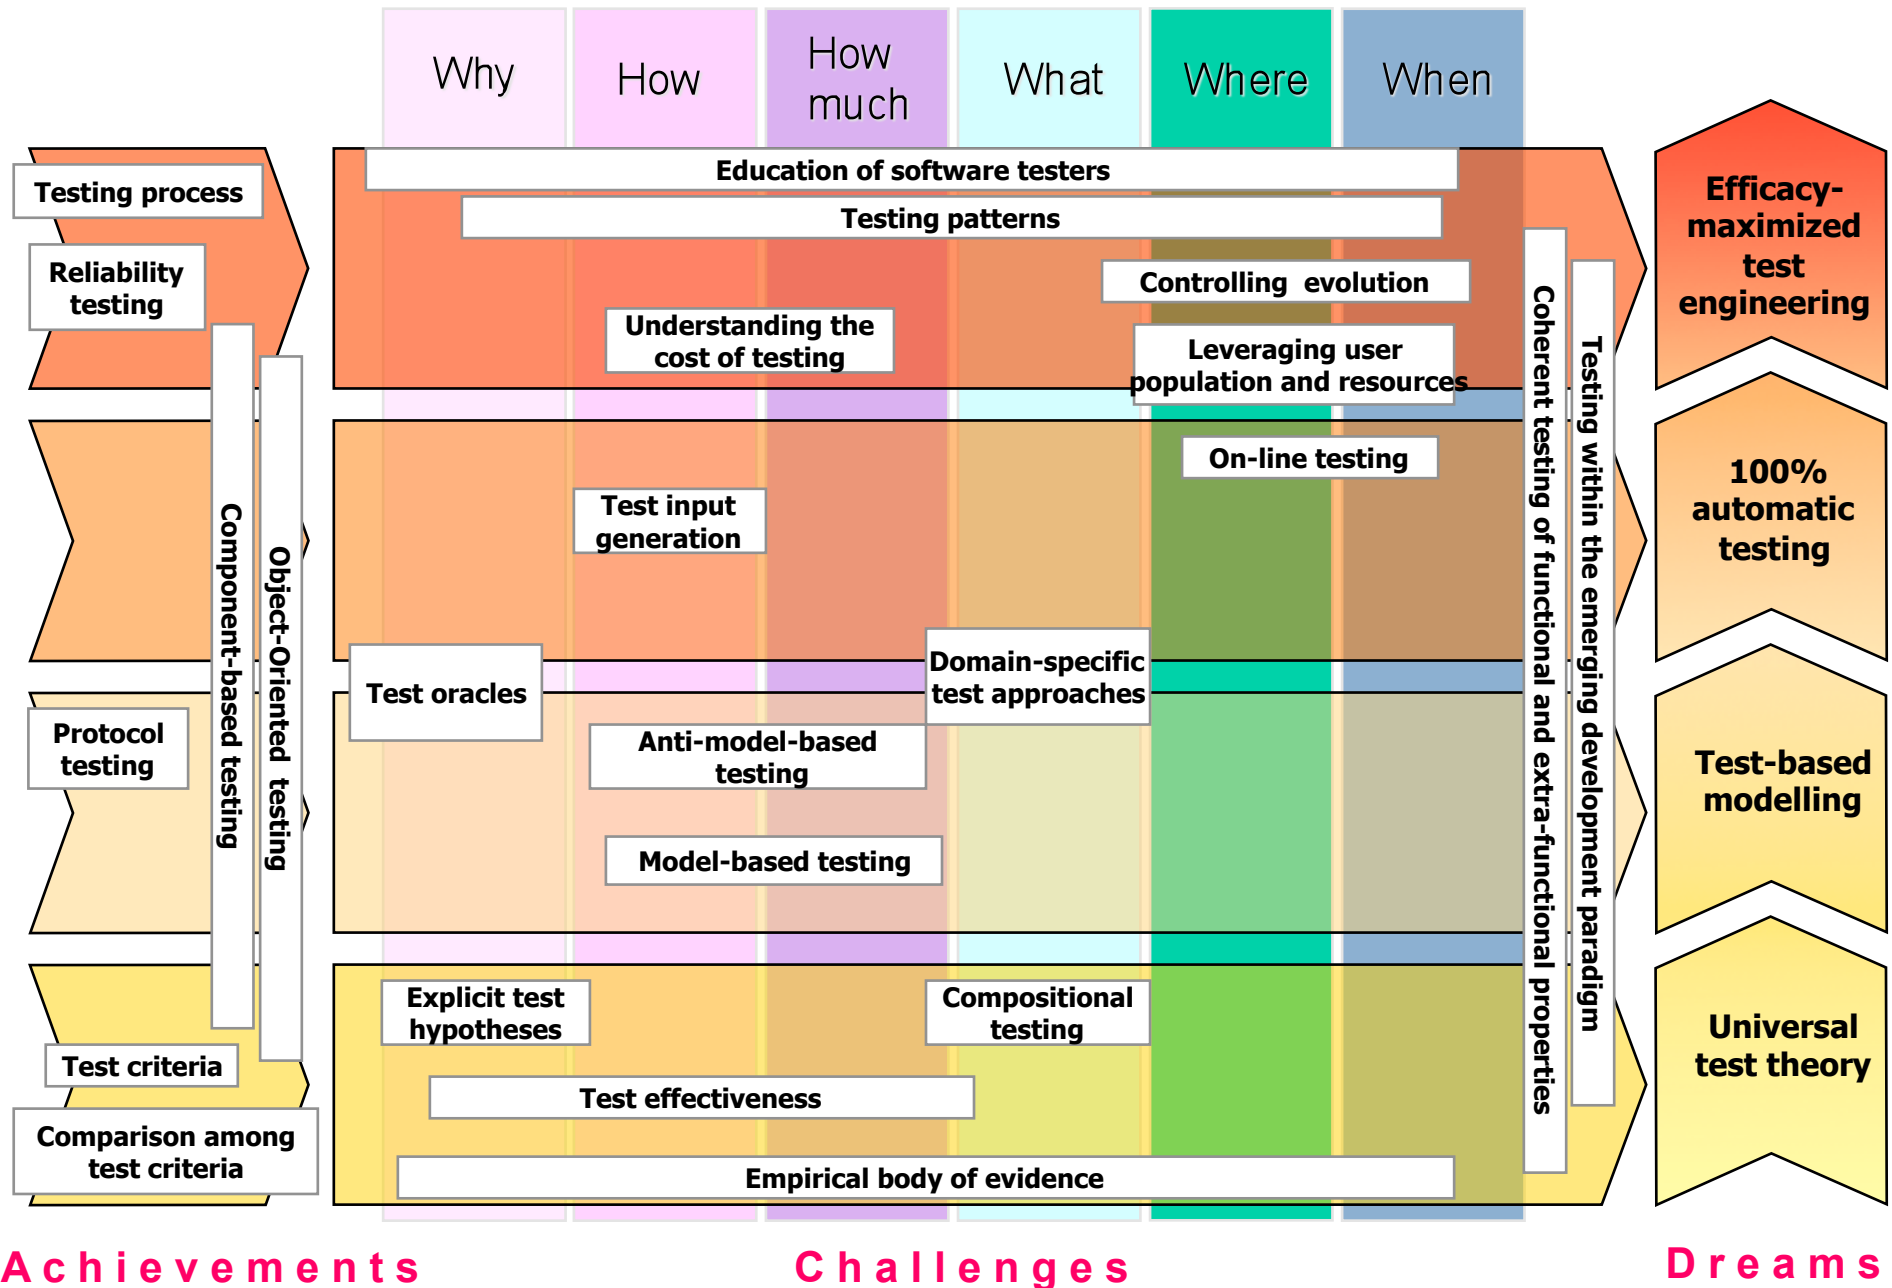 Why
How
How
much
What
Where
When
Testing process
Reliability
testing
Component-based testing
Object-Oriented testing
Protocol
testing
Test criteria
Comparison among
test criteria
Education of software testers
Testing patterns
Controlling evolution
Understanding the
cost of testing
Leveraging user
population and resources
On-line testing
Test input
generation
Test oracles
Domain-specific
test approaches
Anti-model-based
testing
Model-based testing
Explicit test
hypotheses
Compositional
testing
Test effectiveness
Empirical body of evidence
Coherent testing of functional and extra-functional properties
Testing within the emerging development paradigm
Efficacy-
maximized
test
engineering
100%
automatic
testing
Test-based
modelling
Universal
test theory
Achievements
Challenges
Dreams